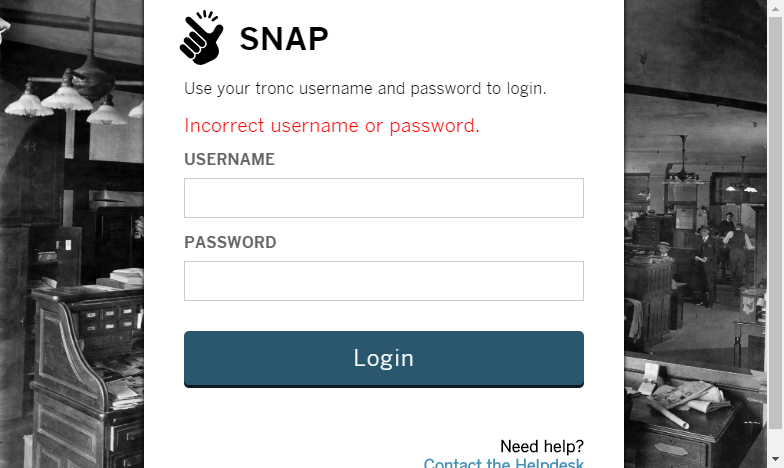 SNAP
Use your tronc username and password to login.
Incorrect username or password.
USERNAME
PASSWORD
Login
Need help?
Contact the Helpdesk